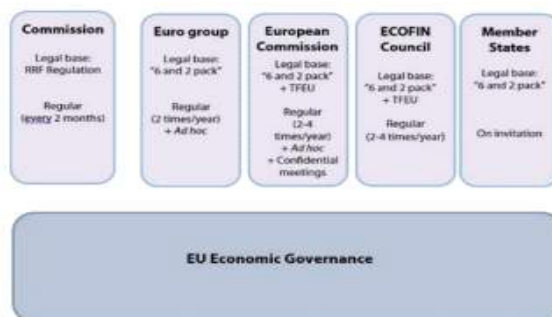 Commission
Legal base:
RRF Regulation
Regular
(every 2 months)
Euro group
Legal base:
"6 and 2 pack"
Regular
(2 times/year)
+ Ad hoc
European
Commission
Legal base:
"6 and 2 pack"
+ TFEU
Regular
(2-4
times/year)
+ Ad hoc
+ Confidential
meetings
ECOFIN
Council
Legal base:
"6 and 2 pack"
+ TFEU
Regular
(2-4 times/year)
Member
States
Legal base:
"6 and 2 pack"
On invitation
EU Economic Governance